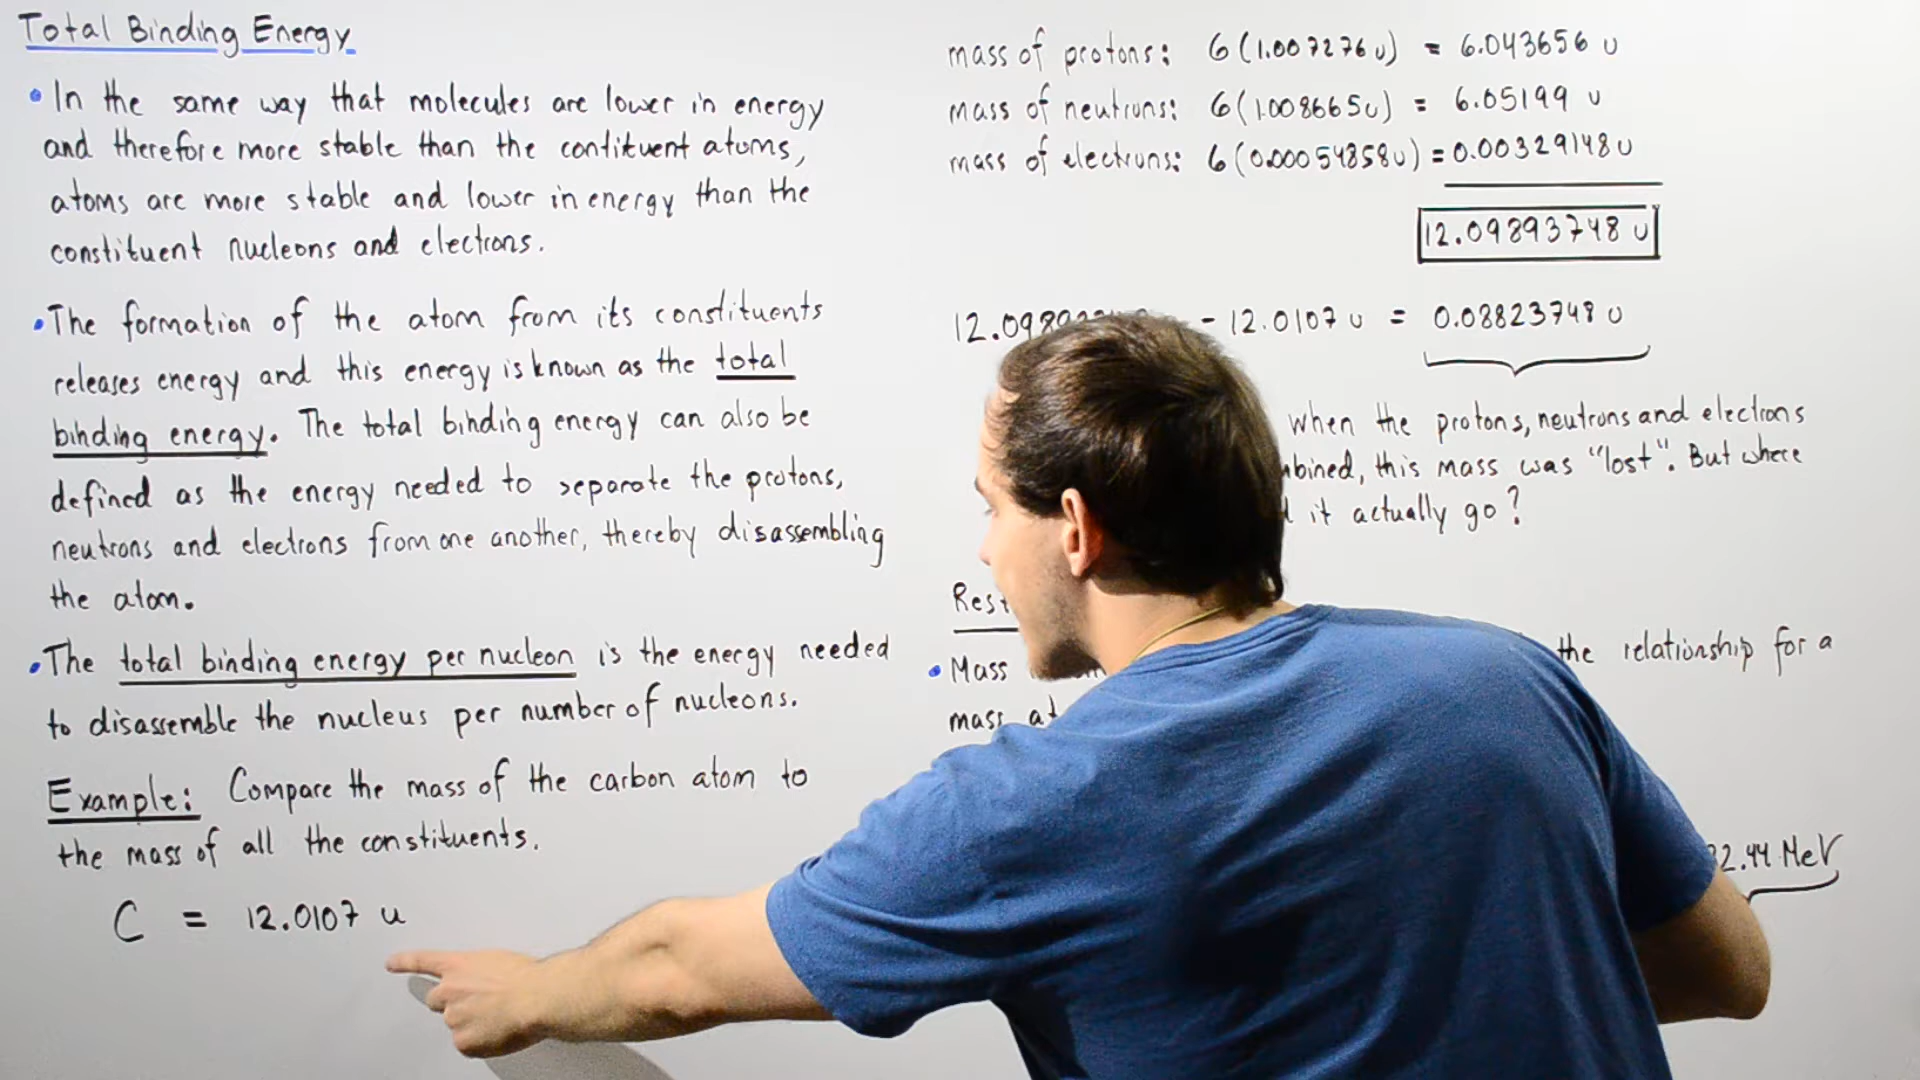 Total Binding Energy
• In the same way that molecules are lower in energy
and therefore more stable than the contituent atoms,
atoms are more stable and lower in energy than the
constituent nucleons and electrons.
• The formation of the atom from its constituents
releases energy and this energy is known as the total
binding energy. The total binding energy can also be
defined as the energy needed to separate the protons,
neutrons and electrons from one another, thereby disassembling
the atom.
• The total binding energy per nucleon is the energy needed
to disassemble the nucleus per number of nucleons.
Example: Compare the mass of the carbon atom to
the mass of all the constituents.
C = 12.0107 u
mass of protons: 6(1.007276 u) = 6.043656 u
mass of neutrons: 6(1.008665u) = 6.05199 u
mass of electrons: 6(0.00054858u) = 0.00329148 u
12.09893748 u
- 12.0107 u = 0.08823748 u
when the protons, neutrons and electrons
this mass was "lost". But where
it actually go?
Rest
the relationship for a
• Mass
mass at
2.44 MeV